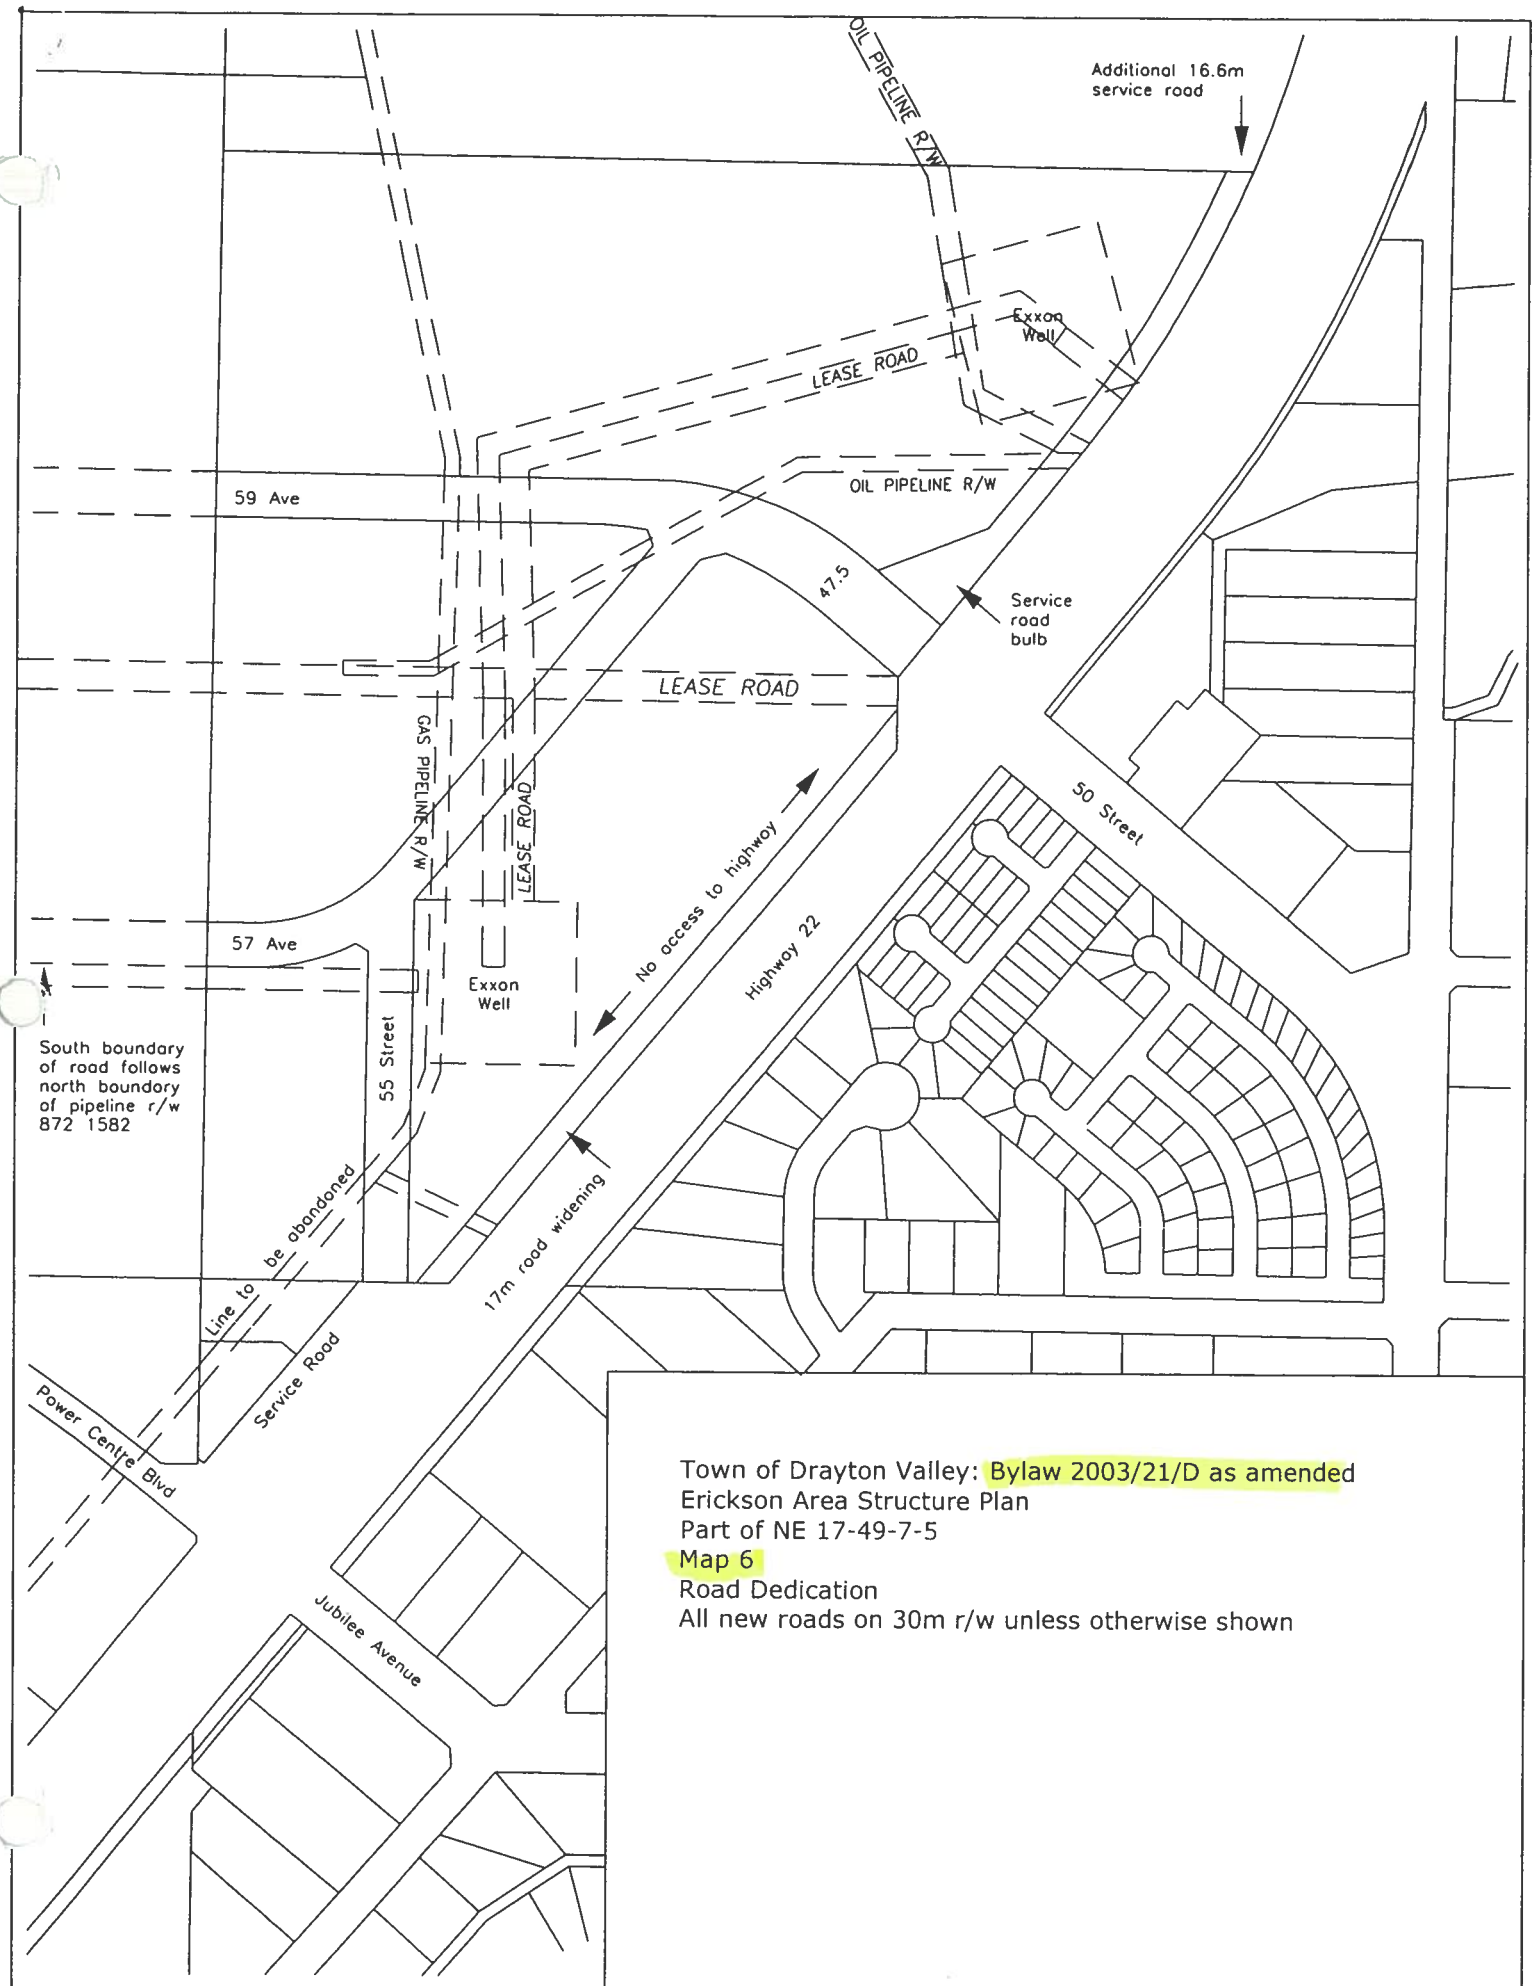 OIL PIPELINE R/W
Additional 16.6m
service road
Exxon
Well
LEASE ROAD
59 Ave
OIL PIPELINE R/W
47.5
Service
road
bulb
LEASE ROAD
GAS PIPELINE R/W
LEASE ROAD
50 Street
No access to highway
Highway 22
57 Ave
Exxon
Well
55 Street
South boundary
of road follows
north boundary
of pipeline r/w
872 1582
Line to be abandoned
17m road widening
Service Road
Power Centre Blvd
Jubilee Avenue
Town of Drayton Valley: Bylaw 2003/21/D as amended
Erickson Area Structure Plan
Part of NE 17-49-7-5
Map 6
Road Dedication
All new roads on 30m r/w unless otherwise shown